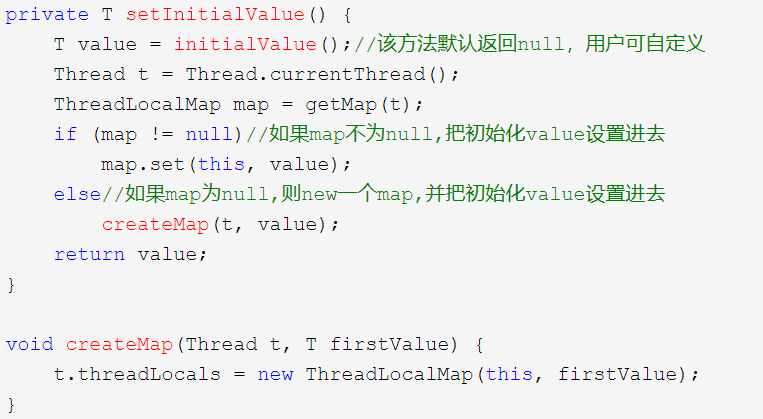 private T setInitialValue() {
    T value = initialValue();//该方法默认返回null, 用户可自定义
    Thread t = Thread.currentThread();
    ThreadLocalMap map = getMap(t);
    if (map != null)//如果map不为null,把初始化value设置进去
        map.set(this, value);
    else//如果map为null,则new一个map,并把初始化value设置进去
        createMap(t, value);
    return value;
}

void createMap(Thread t, T firstValue) {
    t.threadLocals = new ThreadLocalMap(this, firstValue);
}